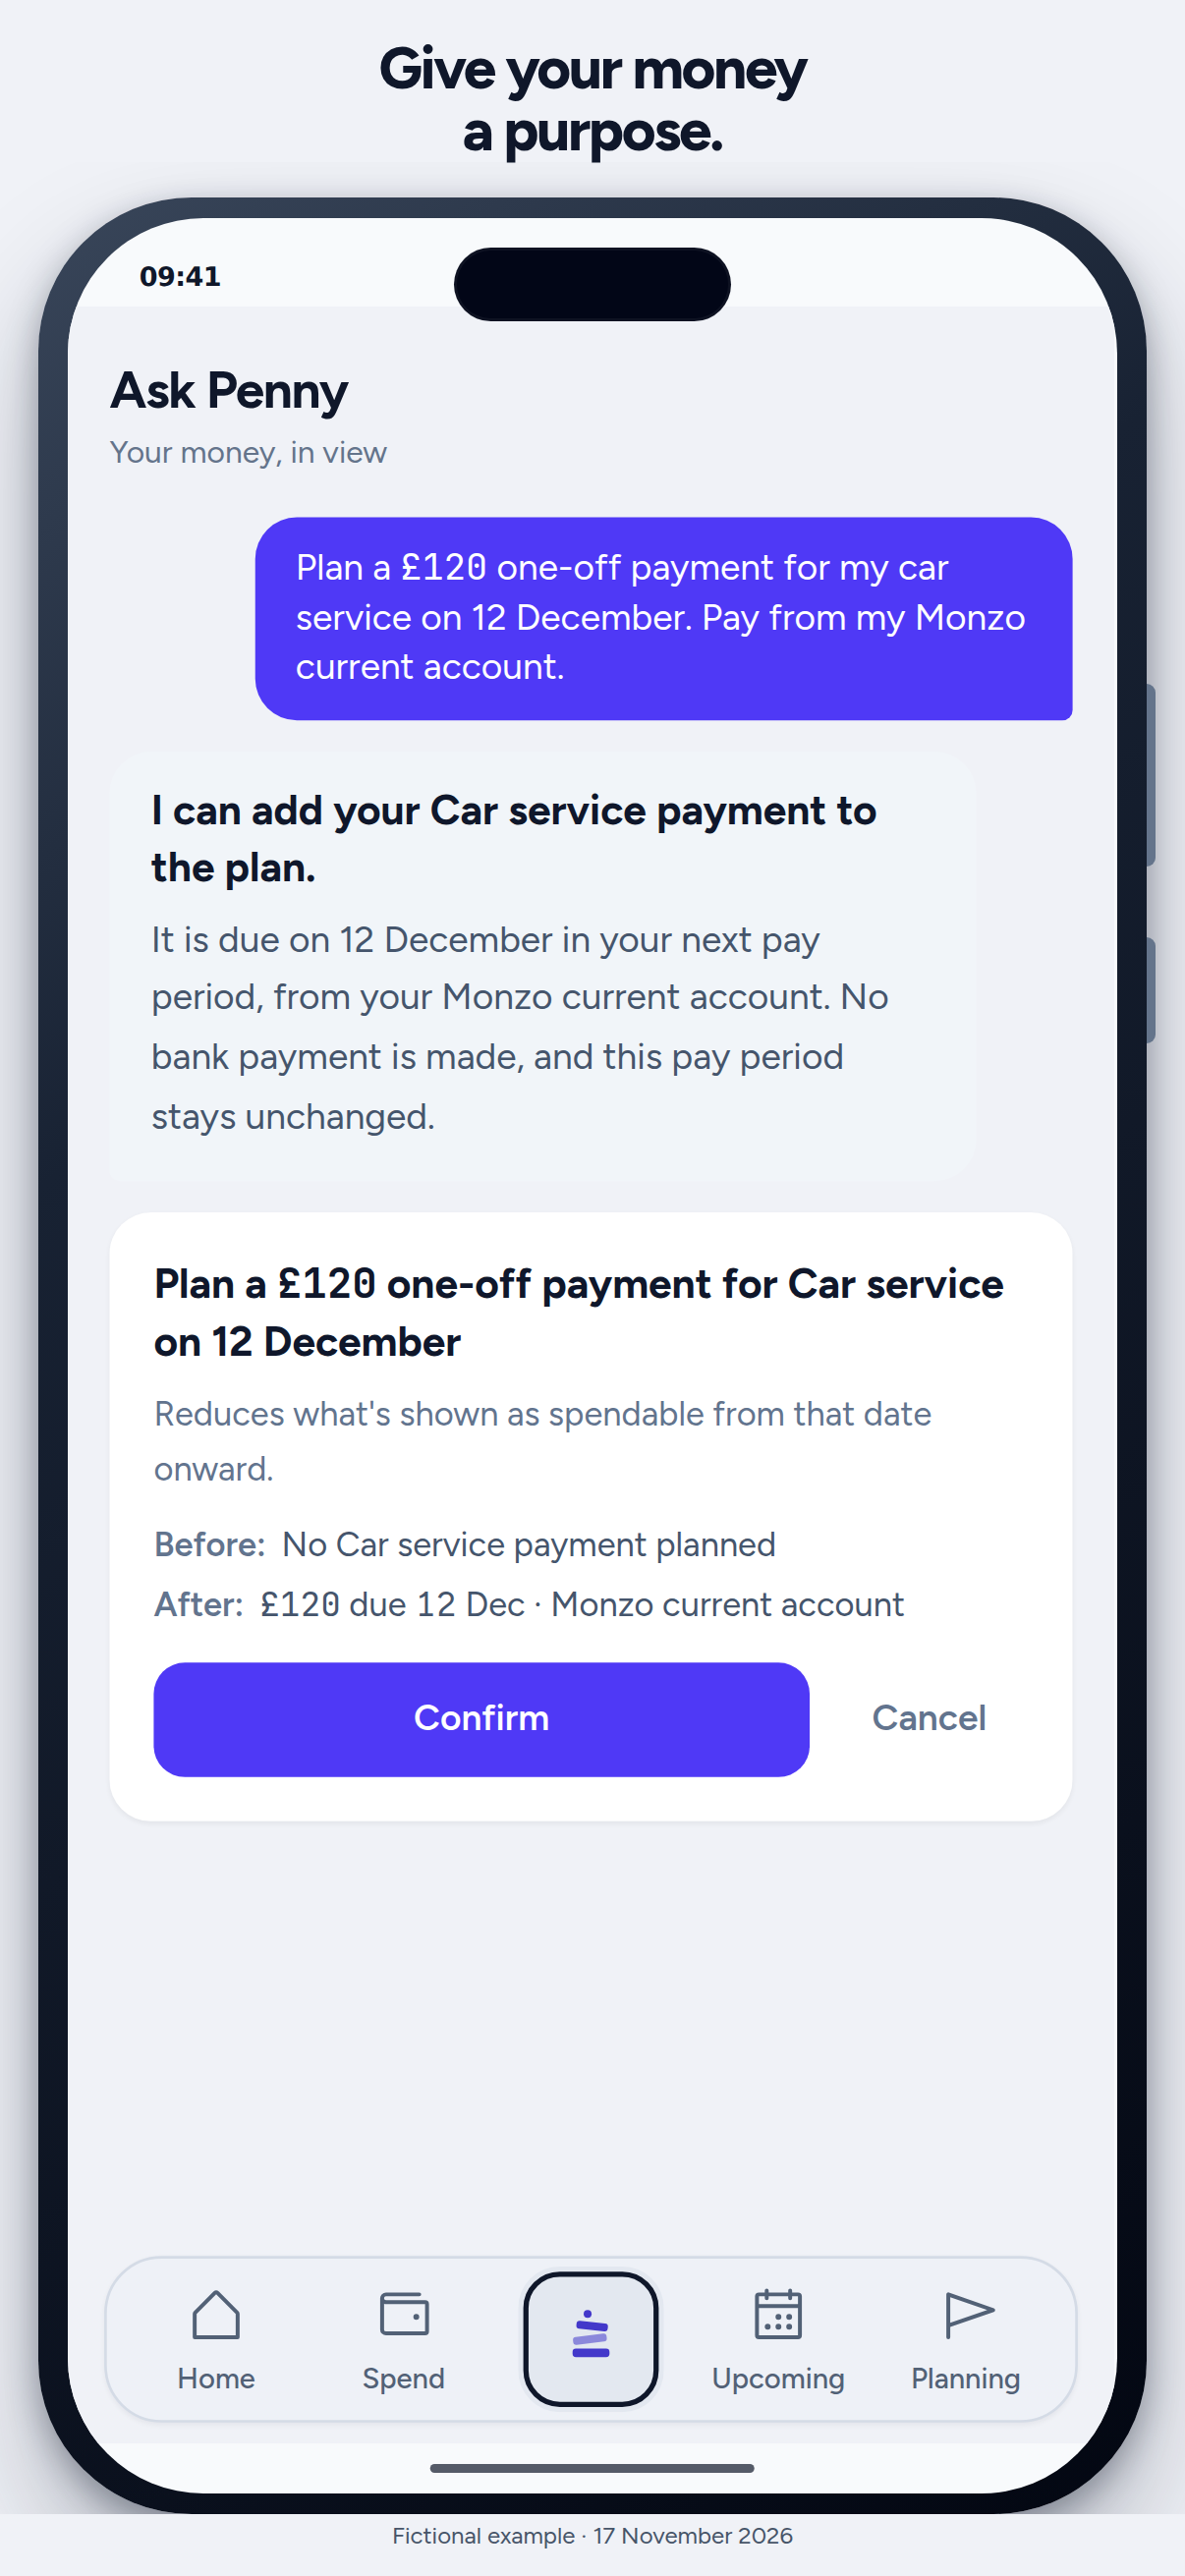 Give your money
a purpose.
09:41
Ask Penny
Your money, in view
Plan a £120 one-off payment for my car
service on 12 December. Pay from my Monzo
current account.
I can add your Car service payment to
the plan.
It is due on 12 December in your next pay
period, from your Monzo current account. No
bank payment is made, and this pay period
stays unchanged.
Plan a £120 one-off payment for Car service
on 12 December
Reduces what's shown as spendable from that date
onward.
Before: No Car service payment planned
After: £120 due 12 Dec · Monzo current account
Confirm Cancel
Home Spend Upcoming Planning
Fictional example · 17 November 2026